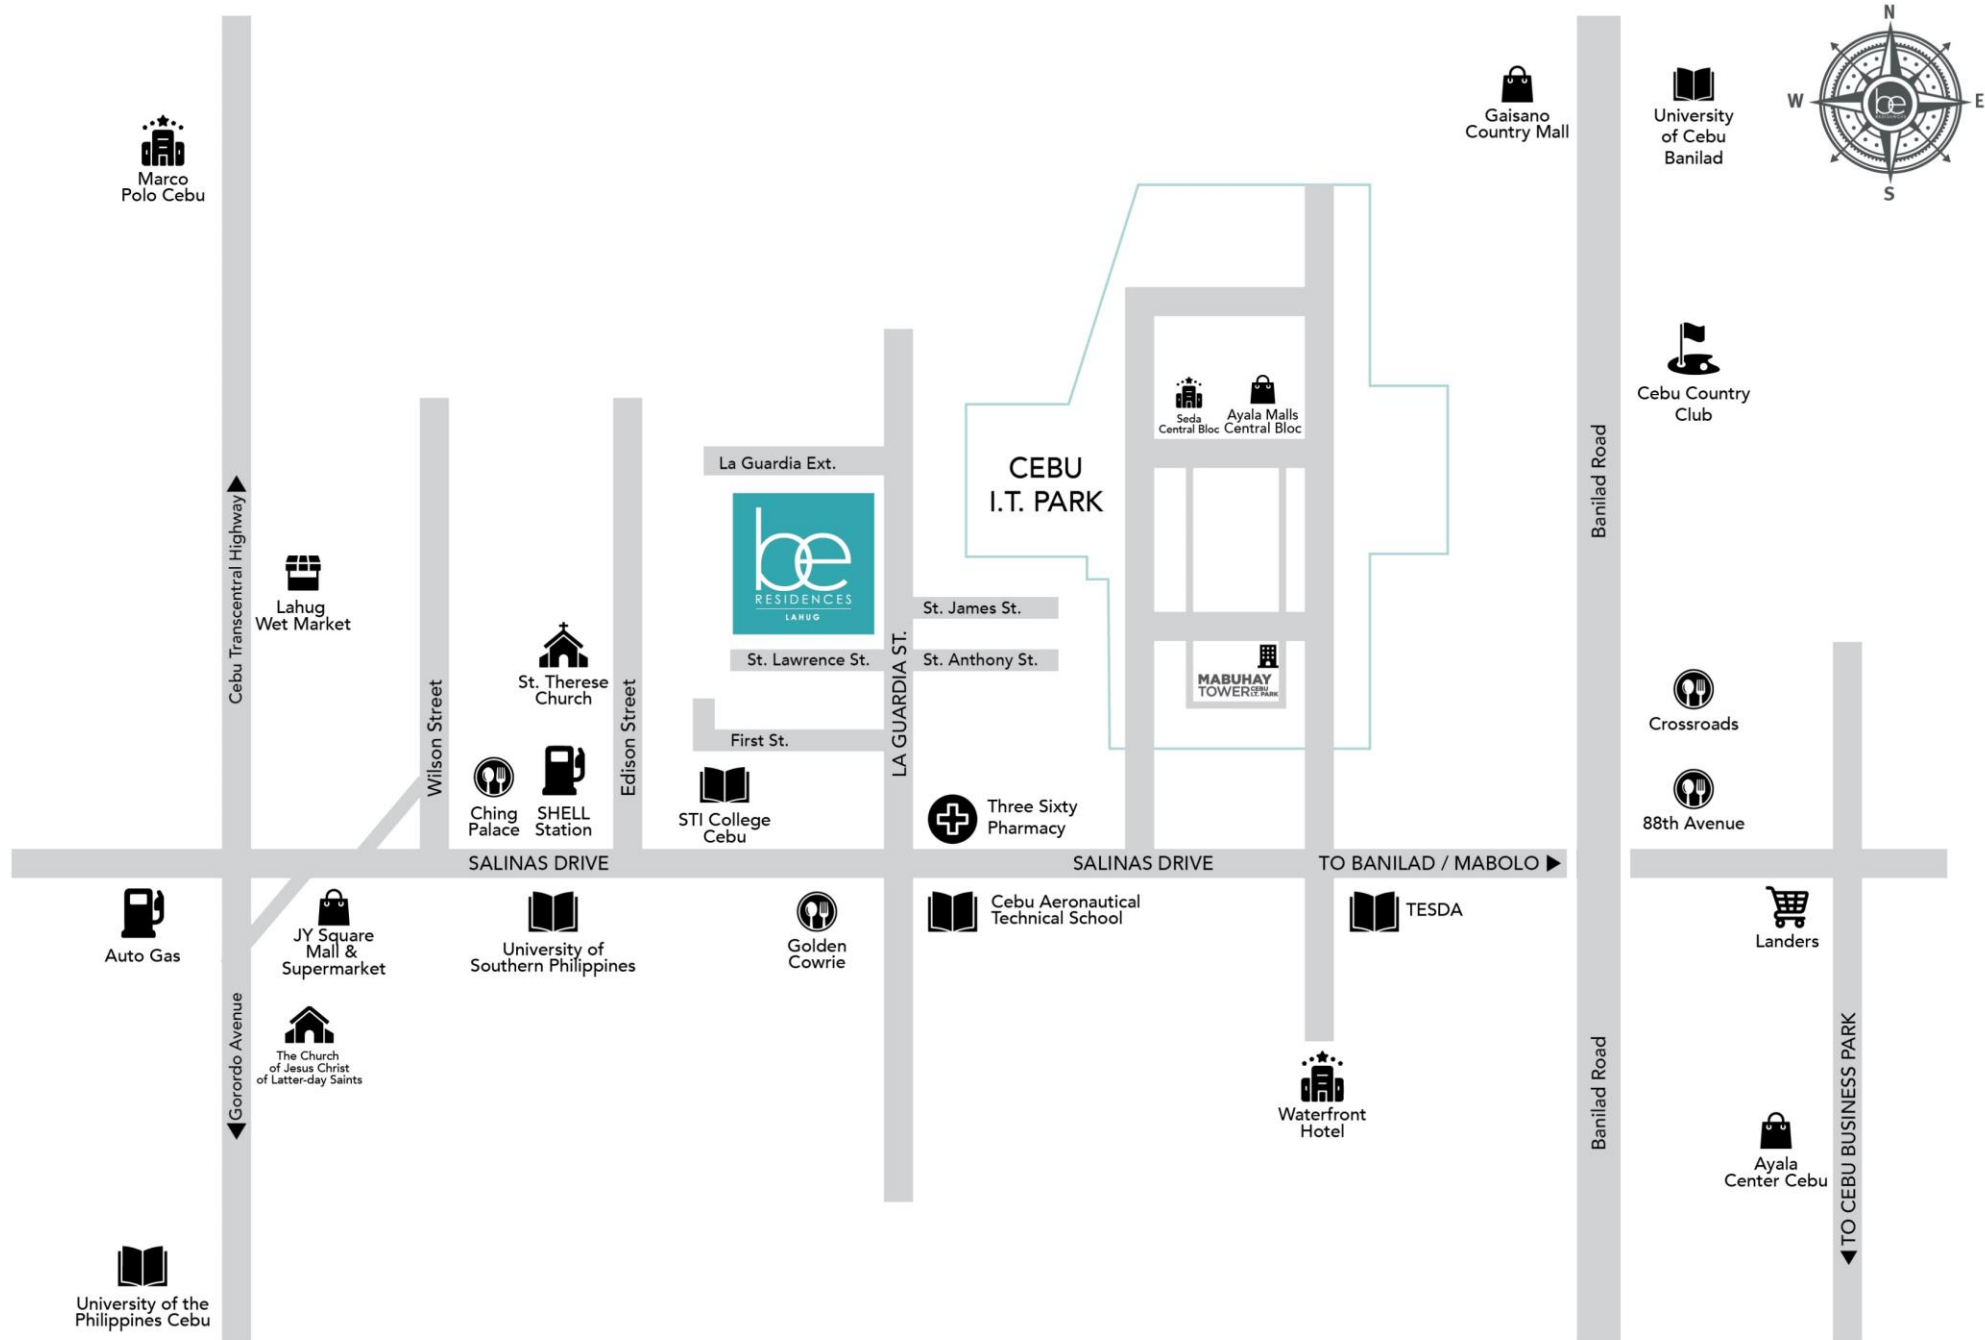 N
W
E
S
be
RESIDENCES
Gaisano
Country Mall
University
of Cebu
Banilad
Marco
Polo Cebu
Cebu Country
Club
Seda
Central Bloc
Ayala Malls
Central Bloc
CEBU
I.T. PARK
La Guardia Ext.
be
RESIDENCES
LAHUG
Banilad Road
Cebu Transcentral Highway
Lahug
Wet Market
St. James St.
St. Lawrence St.
St. Anthony St.
LA GUARDIA ST.
St. Therese
Church
Wilson Street
Edison Street
MABUHAY
TOWER CEBU
I.T. PARK
Crossroads
First St.
Ching
Palace
SHELL
Station
STI College
Cebu
Three Sixty
Pharmacy
88th Avenue
SALINAS DRIVE
SALINAS DRIVE
TO BANILAD / MABOLO
Auto Gas
JY Square
Mall &
Supermarket
University of
Southern Philippines
Golden
Cowrie
Cebu Aeronautical
Technical School
TESDA
Landers
Gorordo Avenue
The Church
of Jesus Christ
of Latter-day Saints
Waterfront
Hotel
Banilad Road
Ayala
Center Cebu
TO CEBU BUSINESS PARK
University of the
Philippines Cebu